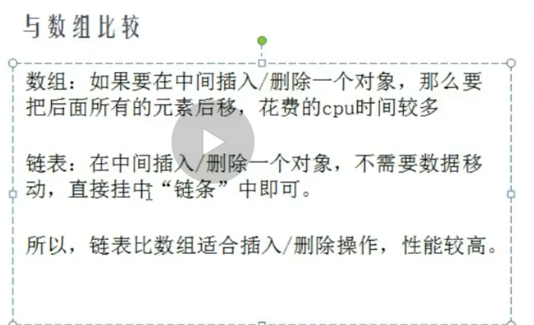 与数组比较
数组：如果要在中间插入/删除一个对象，那么要
把后面所有的元素后移，花费的cpu时间较多
链表：在中间插入/删除一个对象，不需要数据移
动，直接挂中“链条”中即可。
所以，链表比数组适合插入/删除操作，性能较高。